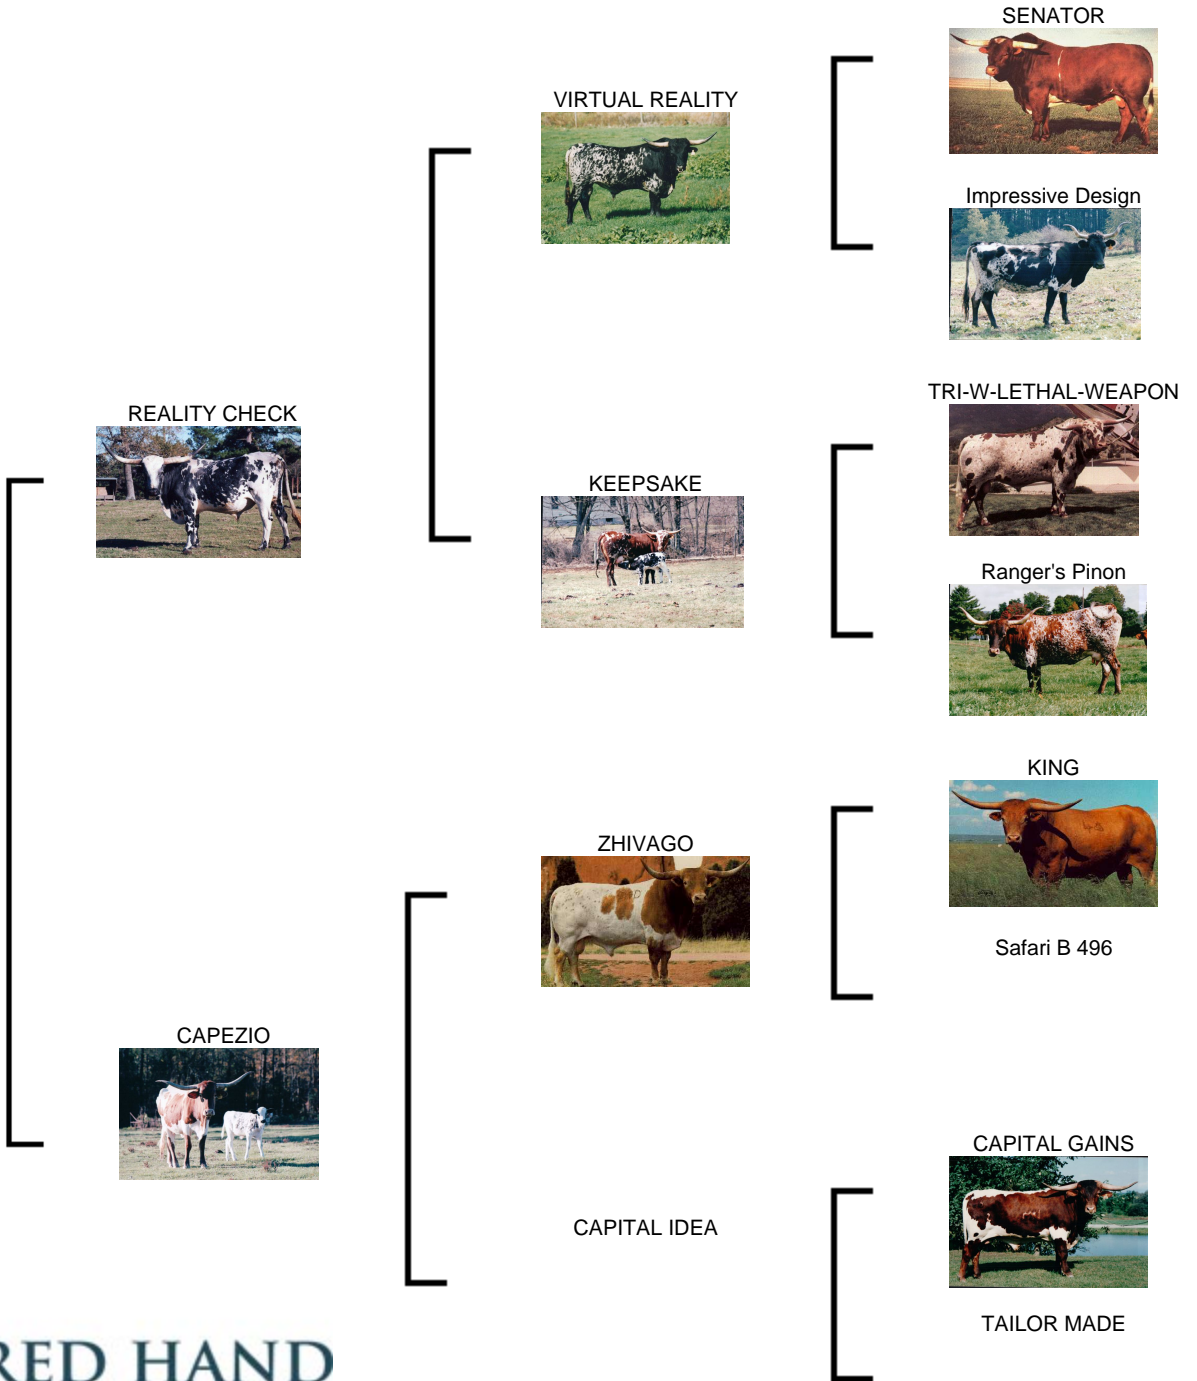 SENATOR
VIRTUAL REALITY
Impressive Design
TRI-W-LETHAL-WEAPON
REALITY CHECK
KEEPSAKE
Ranger's Pinon
KING
ZHIVAGO
Safari B 496
CAPEZIO
CAPITAL GAINS
CAPITAL IDEA
TAILOR MADE
RED HAND